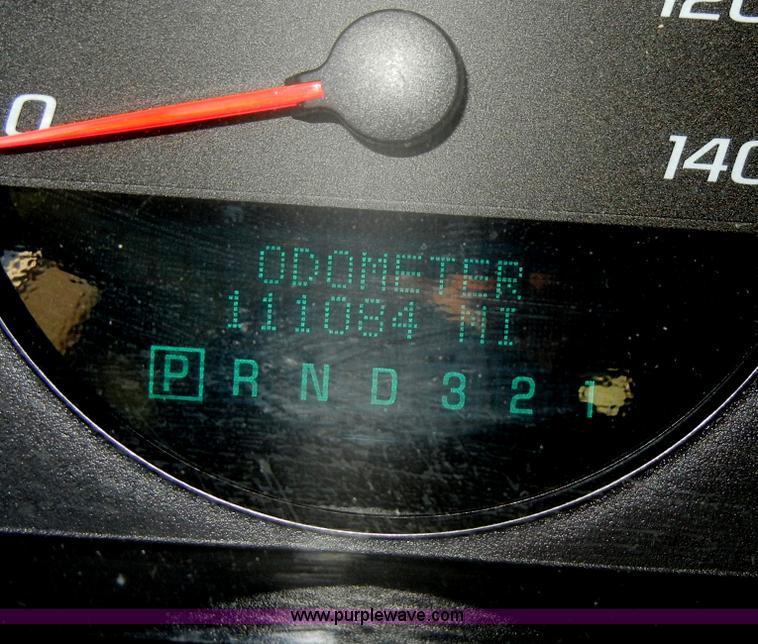 120
0
140
ODOMETER
111084 MI
P R N D 3 2 1
www.purplewave.com